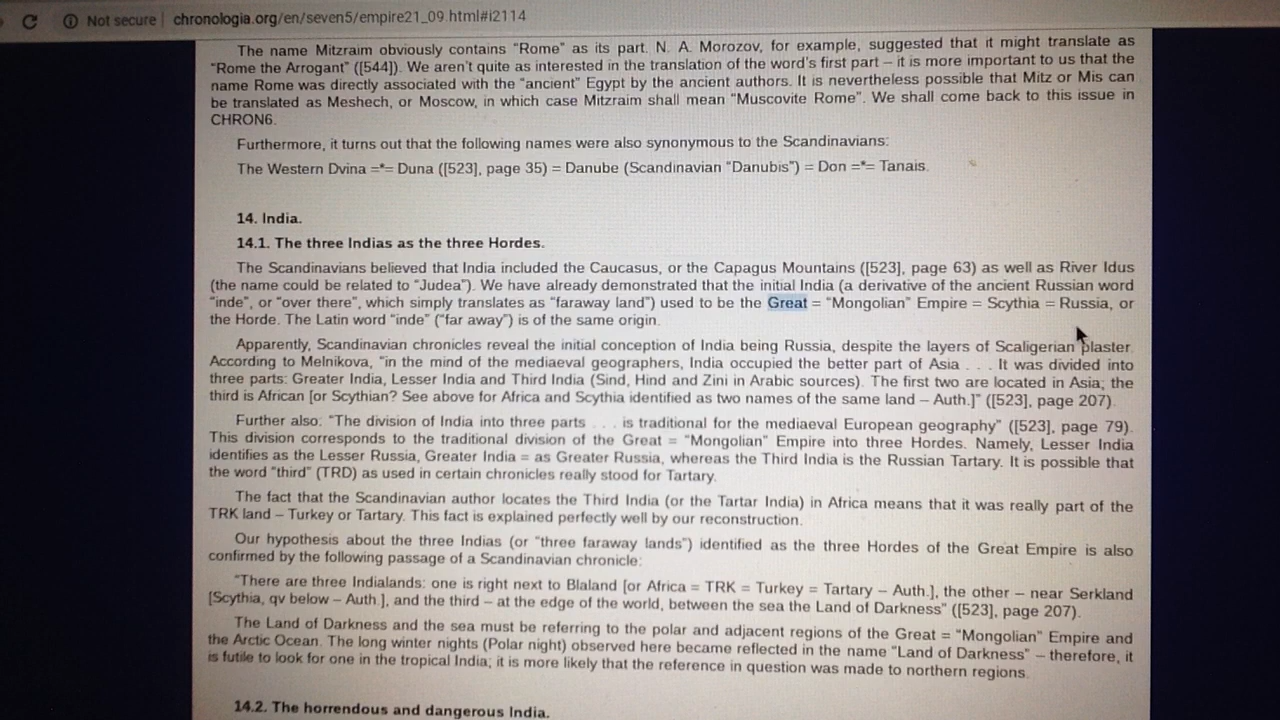 Not secure | chronologia.org/en/seven5/empire21_09.html#i2114
The name Mitzraim obviously contains "Rome" as its part. N. A. Morozov, for example, suggested that it might translate as
"Rome the Arrogant" ([544]). We aren't quite as interested in the translation of the word's first part – it is more important to us that the
name Rome was directly associated with the "ancient" Egypt by the ancient authors. It is nevertheless possible that Mitz or Mis can
be translated as Meshech, or Moscow, in which case Mitzraim shall mean "Muscovite Rome". We shall come back to this issue in
CHRON6.
Furthermore, it turns out that the following names were also synonymous to the Scandinavians:
The Western Dvina =*= Duna ([523], page 35) = Danube (Scandinavian "Danubis") = Don =*= Tanais.
14. India.
14.1. The three Indias as the three Hordes.
The Scandinavians believed that India included the Caucasus, or the Capagus Mountains ([523], page 63) as well as River Idus
(the name could be related to "Judea"). We have already demonstrated that the initial India (a derivative of the ancient Russian word
"inde", or "over there", which simply translates as "faraway land") used to be the Great = "Mongolian" Empire = Scythia = Russia, or
the Horde. The Latin word "inde" ("far away") is of the same origin.
Apparently, Scandinavian chronicles reveal the initial conception of India being Russia, despite the layers of Scaligerian plaster.
According to Melnikova, "in the mind of the mediaeval geographers, India occupied the better part of Asia . . . It was divided into
three parts: Greater India, Lesser India and Third India (Sind, Hind and Zini in Arabic sources). The first two are located in Asia; the
third is African [or Scythian? See above for Africa and Scythia identified as two names of the same land – Auth.]" ([523], page 207).
Further also: "The division of India into three parts . . . is traditional for the mediaeval European geography" ([523], page 79).
This division corresponds to the traditional division of the Great = "Mongolian" Empire into three Hordes. Namely, Lesser India
identifies as the Lesser Russia, Greater India = as Greater Russia, whereas the Third India is the Russian Tartary. It is possible that
the word "third" (TRD) as used in certain chronicles really stood for Tartary.
The fact that the Scandinavian author locates the Third India (or the Tartar India) in Africa means that it was really part of the
TRK land – Turkey or Tartary. This fact is explained perfectly well by our reconstruction.
Our hypothesis about the three Indias (or "three faraway lands") identified as the three Hordes of the Great Empire is also
confirmed by the following passage of a Scandinavian chronicle:
"There are three Indialands: one is right next to Blaland [or Africa = TRK = Turkey = Tartary – Auth.], the other – near Serkland
[Scythia, qv below – Auth.], and the third – at the edge of the world, between the sea the Land of Darkness" ([523], page 207).
The Land of Darkness and the sea must be referring to the polar and adjacent regions of the Great = "Mongolian" Empire and
the Arctic Ocean. The long winter nights (Polar night) observed here became reflected in the name "Land of Darkness" – therefore, it
is futile to look for one in the tropical India; it is more likely that the reference in question was made to northern regions.
14.2. The horrendous and dangerous India.